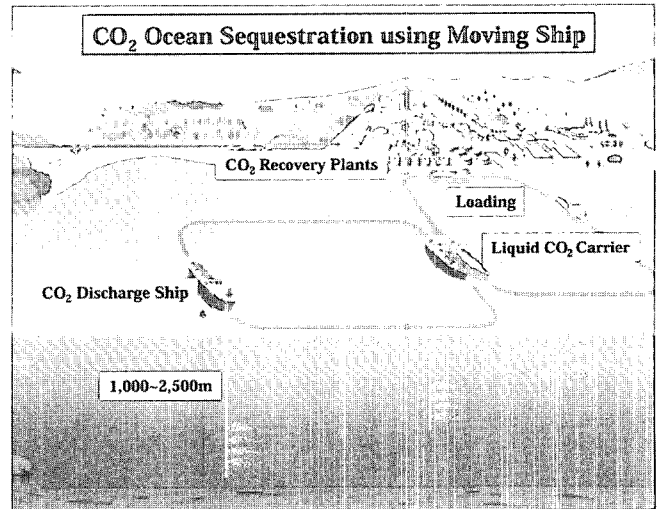 CO₂ Ocean Sequestration using Moving Ship
CO₂ Recovery Plants
Loading
Liquid CO₂ Carrier
CO₂ Discharge Ship
1,000~2,500m